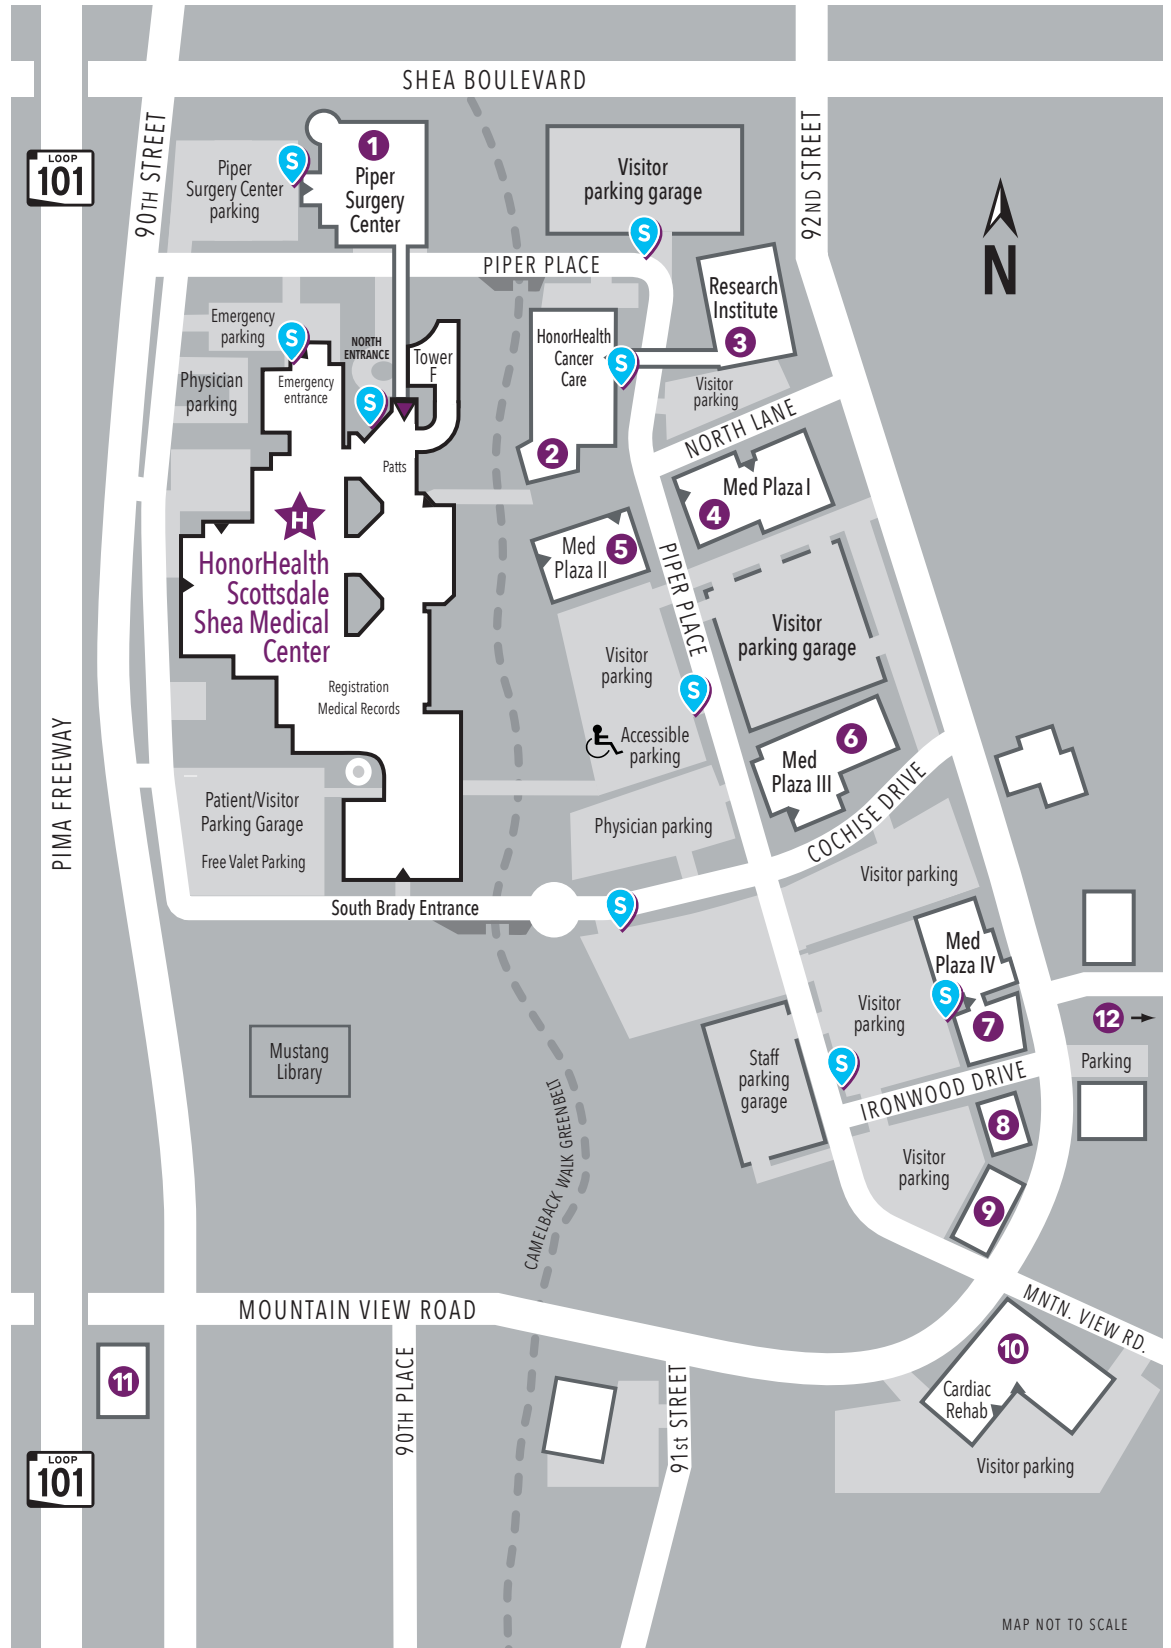 SHEA BOULEVARD
LOOP
101
90TH STREET
S
1
Piper
Surgery Center
parking
Piper
Surgery
Center
Visitor
parking garage
S
92ND STREET
N
PIPER PLACE
Emergency
parking
S
NORTH
ENTRANCE
Tower
F
Physician
parking
Emergency
entrance
S
HonorHealth
Cancer
Care
S
2
Research
Institute
3
Visitor
parking
NORTH LANE
Patts
H
HonorHealth
Scottsdale
Shea Medical
Center
Med Plaza I
4
Med
Plaza II
5
PIPER PLACE
Visitor
parking garage
Visitor
parking
S
Registration
Medical Records
Accessible
parking
6
Med
Plaza III
PIMA FREEWAY
Patient/Visitor
Parking Garage
Free Valet Parking
Physician parking
COCHISE DRIVE
Visitor parking
South Brady Entrance
S
Med
Plaza IV
S
7
Visitor
parking
12
Parking
Mustang
Library
Staff
parking
garage
S
IRONWOOD DRIVE
8
Visitor
parking
9
CAMELBACK WALK GREENBELT
MOUNTAIN VIEW ROAD
MNTN. VIEW RD.
11
90TH PLACE
91st STREET
10
Cardiac
Rehab
Visitor parking
LOOP
101
MAP NOT TO SCALE